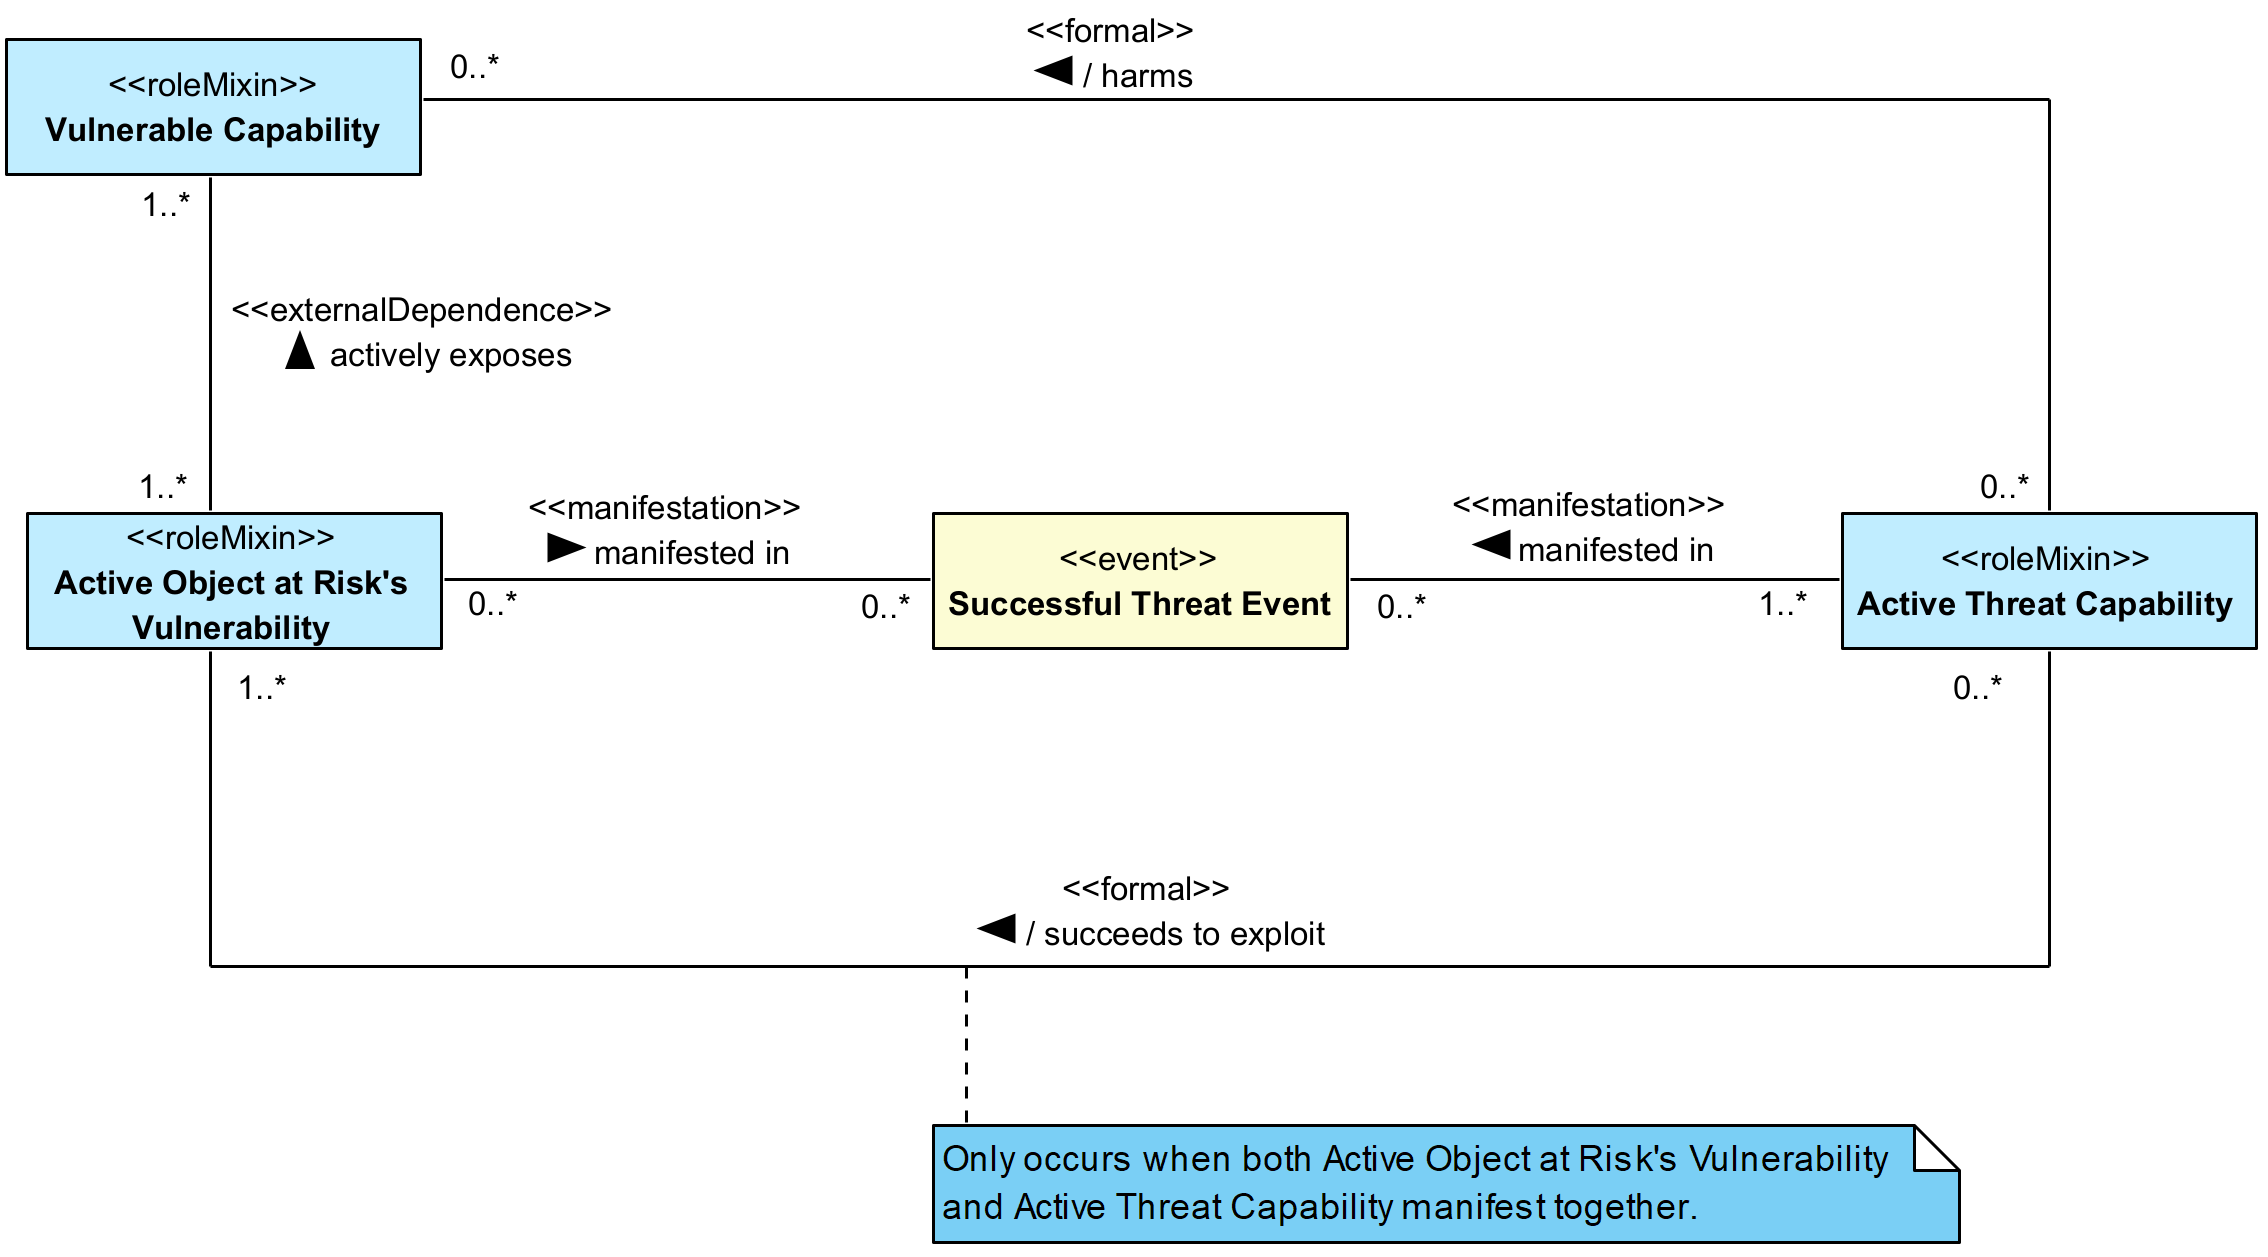 <<formal>>
/ harms
<<roleMixin>>
Vulnerable Capability
0..*
1..*
<<externalDependence>>
actively exposes
1..*
0..*
<<roleMixin>>
Active Object at Risk's
Vulnerability
<<manifestation>>
manifested in
0..*
0..*
<<event>>
Successful Threat Event
<<manifestation>>
manifested in
0..*
1..*
<<roleMixin>>
Active Threat Capability
1..*
0..*
<<formal>>
/ succeeds to exploit
Only occurs when both Active Object at Risk's Vulnerability
and Active Threat Capability manifest together.